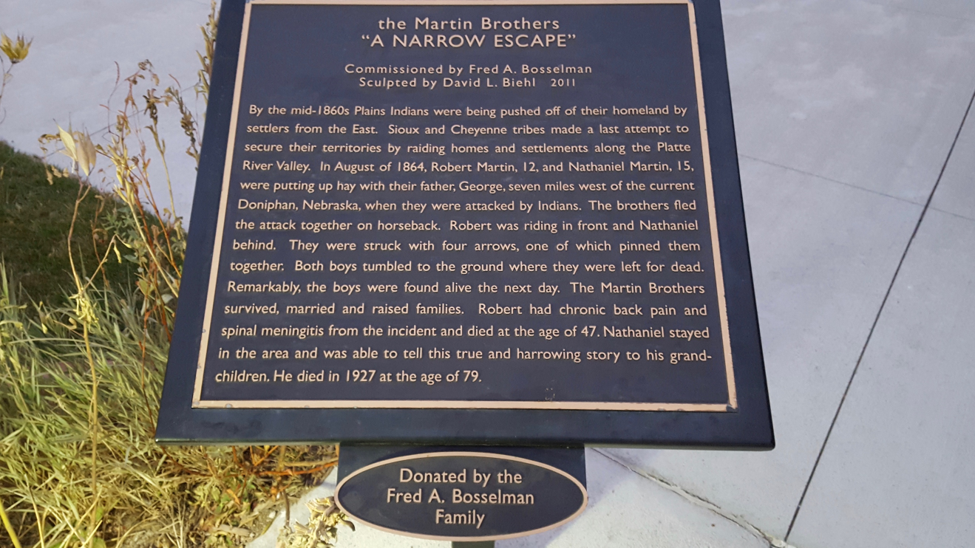 the Martin Brothers
"A NARROW ESCAPE"
Commissioned by Fred A. Bosselman
Sculpted by David L. Biehl 2011
By the mid-1860s Plains Indians were being pushed off of their homeland by
settlers from the East. Sioux and Cheyenne tribes made a last attempt to
secure their territories by raiding homes and settlements along the Platte
River Valley. In August of 1864, Robert Martin, 12, and Nathaniel Martin, 15,
were putting up hay with their father, George, seven miles west of the current
Doniphan, Nebraska, when they were attacked by Indians. The brothers fled
the attack together on horseback. Robert was riding in front and Nathaniel
behind. They were struck with four arrows, one of which pinned them
together. Both boys tumbled to the ground where they were left for dead.
Remarkably, the boys were found alive the next day. The Martin Brothers
survived, married and raised families. Robert had chronic back pain and
spinal meningitis from the incident and died at the age of 47. Nathaniel stayed
in the area and was able to tell this true and harrowing story to his grand-
children. He died in 1927 at the age of 79.
Donated by the
Fred A. Bosselman
Family